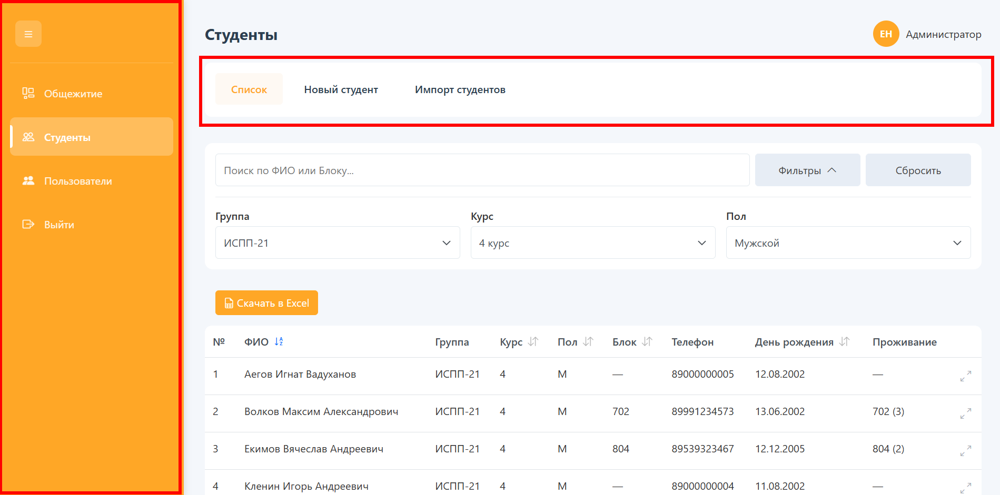 Общежитие
Студенты
Пользователи
Выйти
Студенты
ЕН Администратор
Список Новый студент Импорт студентов
Поиск по ФИО или Блоку... Фильтры Сбросить
Группа Курс Пол
ИСПП-21 4 курс Мужской
Скачать в Excel
№ ФИО Группа Курс Пол Блок Телефон День рождения Проживание
1 Аегов Игнат Вадуханов ИСПП-21 4 М — 89000000005 12.08.2002 —
2 Волков Максим Александрович ИСПП-21 4 М 702 89991234573 13.06.2002 702 (3)
3 Екимов Вячеслав Андреевич ИСПП-21 4 М 804 89539323467 12.12.2005 804 (2)
4 Кленин Игорь Андреевич ИСПП-21 4 М — 89000000004 11.08.2002 —